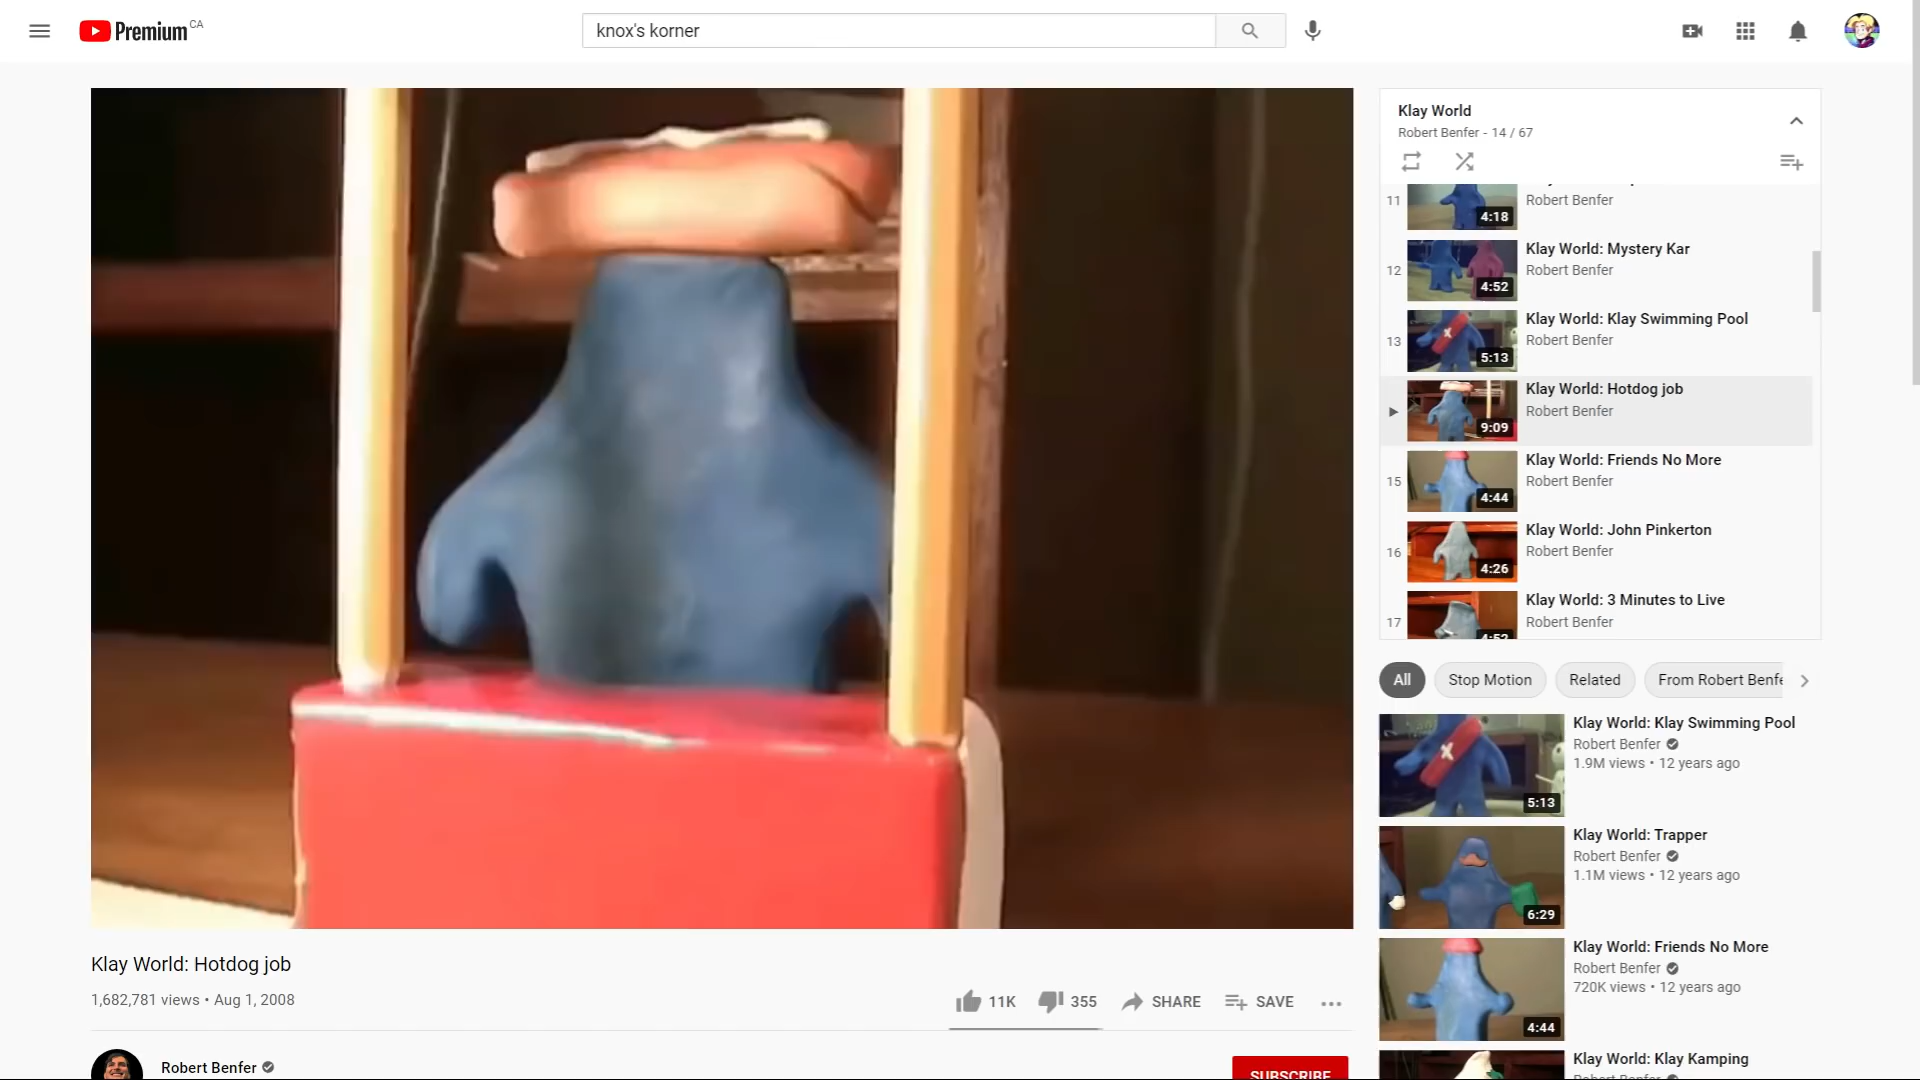 Premium CA
knox's korner
Klay World
Robert Benfer - 14 / 67
11
4:18
Robert Benfer
12
4:52
Klay World: Mystery Kar
Robert Benfer
13
5:13
Klay World: Klay Swimming Pool
Robert Benfer
9:09
Klay World: Hotdog job
Robert Benfer
15
4:44
Klay World: Friends No More
Robert Benfer
16
4:26
Klay World: John Pinkerton
Robert Benfer
17
4:52
Klay World: 3 Minutes to Live
Robert Benfer
All
Stop Motion
Related
From Robert Benfe
5:13
Klay World: Klay Swimming Pool
Robert Benfer
1.9M views • 12 years ago
6:29
Klay World: Trapper
Robert Benfer
1.1M views • 12 years ago
4:44
Klay World: Friends No More
Robert Benfer
720K views • 12 years ago
Klay World: Klay Kamping
Robert Benfer
Klay World: Hotdog job
1,682,781 views • Aug 1, 2008
11K
355
SHARE
SAVE
Robert Benfer
SUBSCRIBE